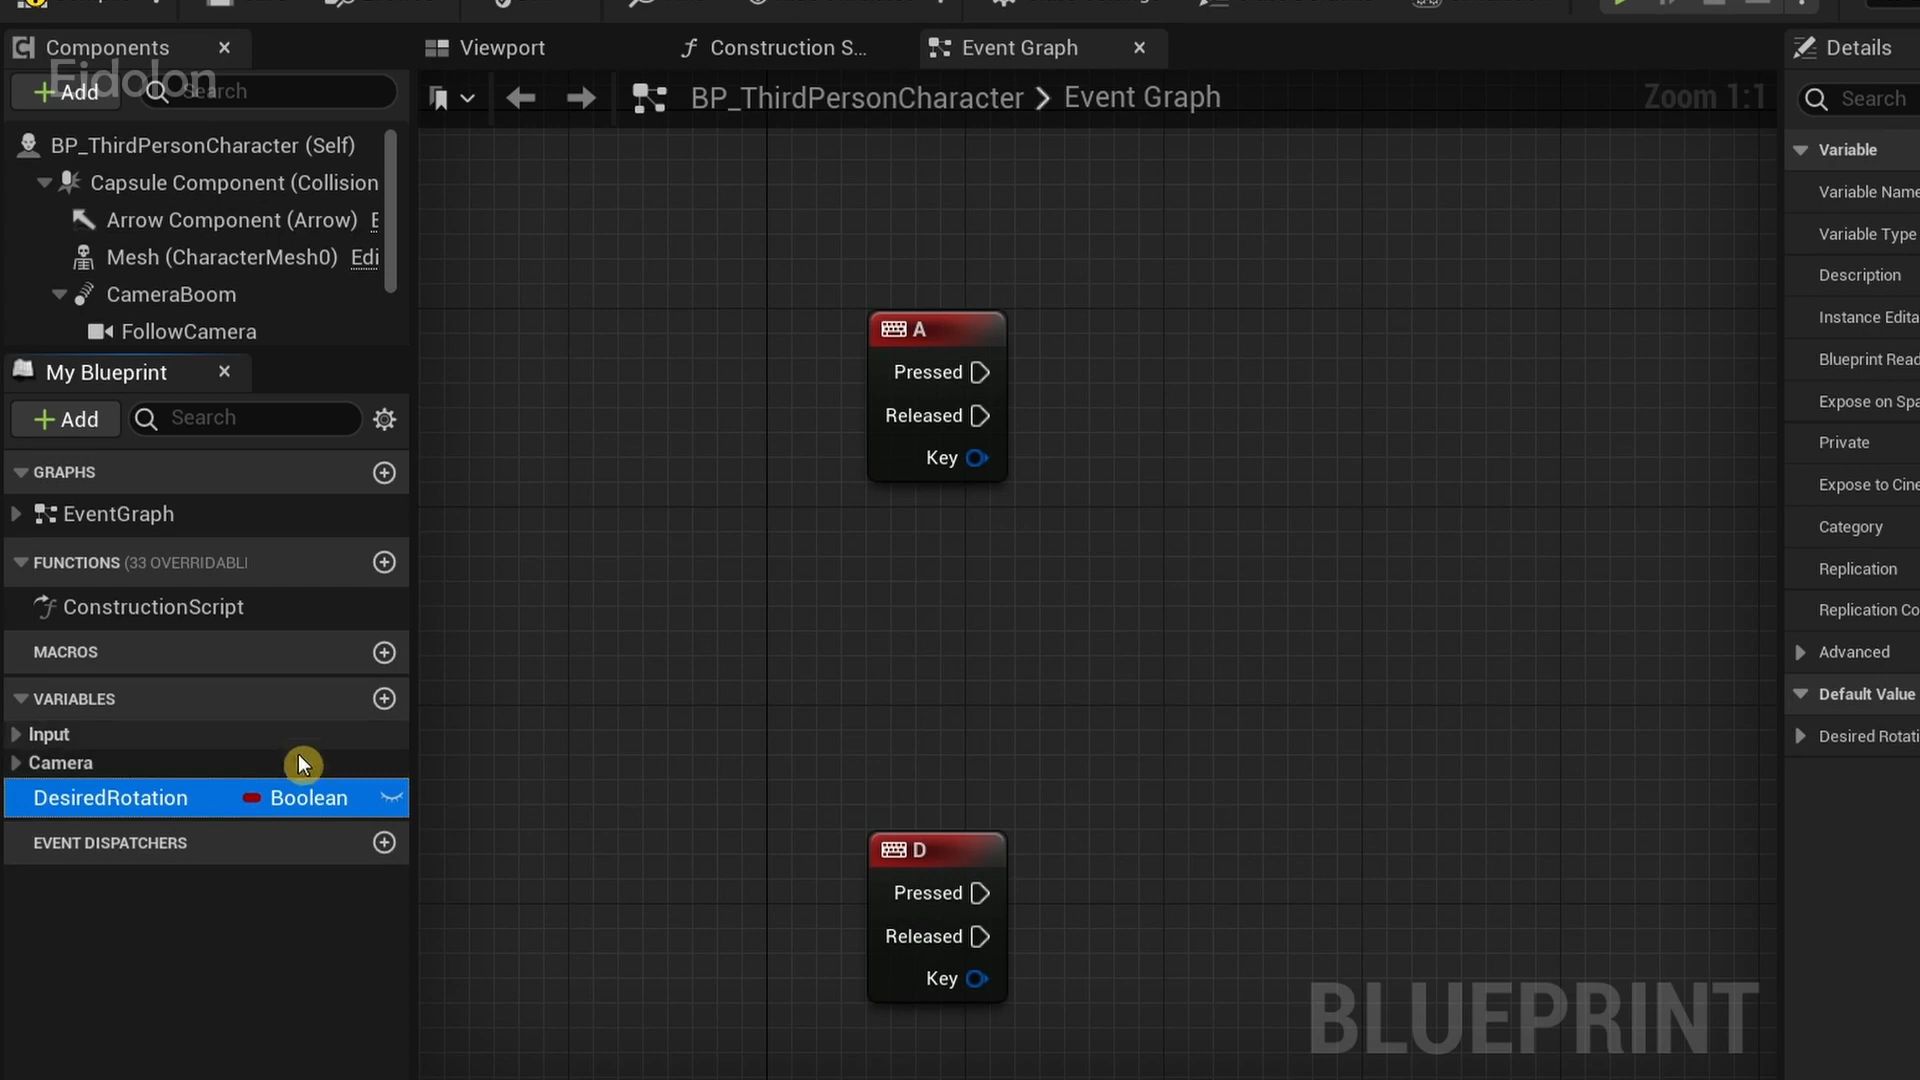 Components
Viewport
Construction S...
Event Graph
Details
Eidolon
Add
Search
BP_ThirdPersonCharacter
Event Graph
Zoom 1:1
Search
BP_ThirdPersonCharacter (Self)
Capsule Component (Collision
Arrow Component (Arrow) E
Mesh (CharacterMesh0) Edi
CameraBoom
FollowCamera
My Blueprint
Add
Search
GRAPHS
EventGraph
FUNCTIONS (33 OVERRIDABL
ConstructionScript
MACROS
VARIABLES
Input
Camera
DesiredRotation
Boolean
EVENT DISPATCHERS
A
Pressed
Released
Key
D
Pressed
Released
Key
BLUEPRINT
Variable
Variable Name
Variable Type
Description
Instance Edita
Blueprint Read
Expose on Spa
Private
Expose to Cine
Category
Replication
Replication Co
Advanced
Default Value
Desired Rotati